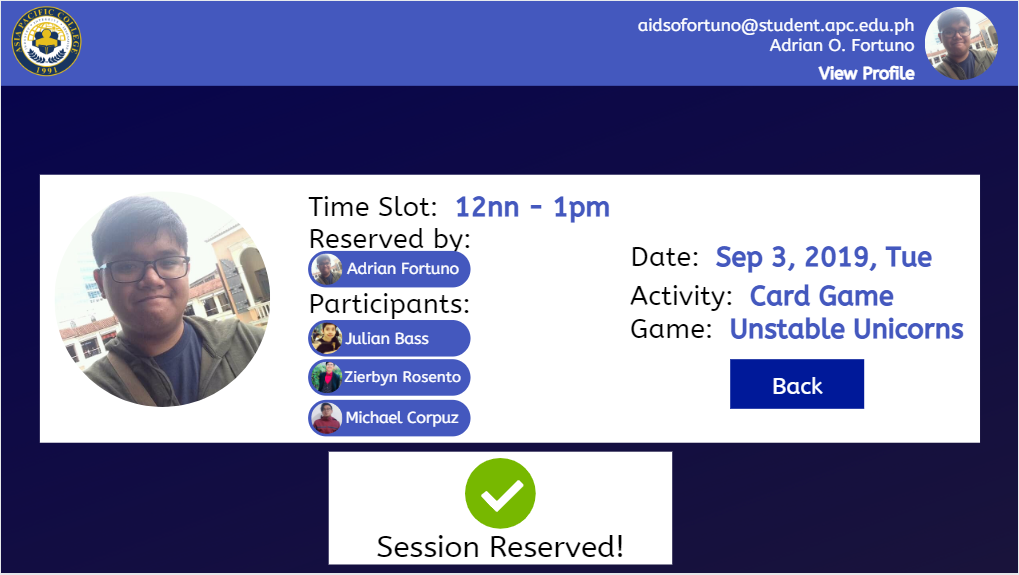 ASIA PACIFIC COLLEGE
1991
aidsofortuno@student.apc.edu.ph
Adrian O. Fortuno
View Profile
Time Slot: 12nn - 1pm
Reserved by:
Adrian Fortuno
Participants:
Julian Bass
Zierbyn Rosento
Michael Corpuz
Date: Sep 3, 2019, Tue
Activity: Card Game
Game: Unstable Unicorns
Back
Session Reserved!